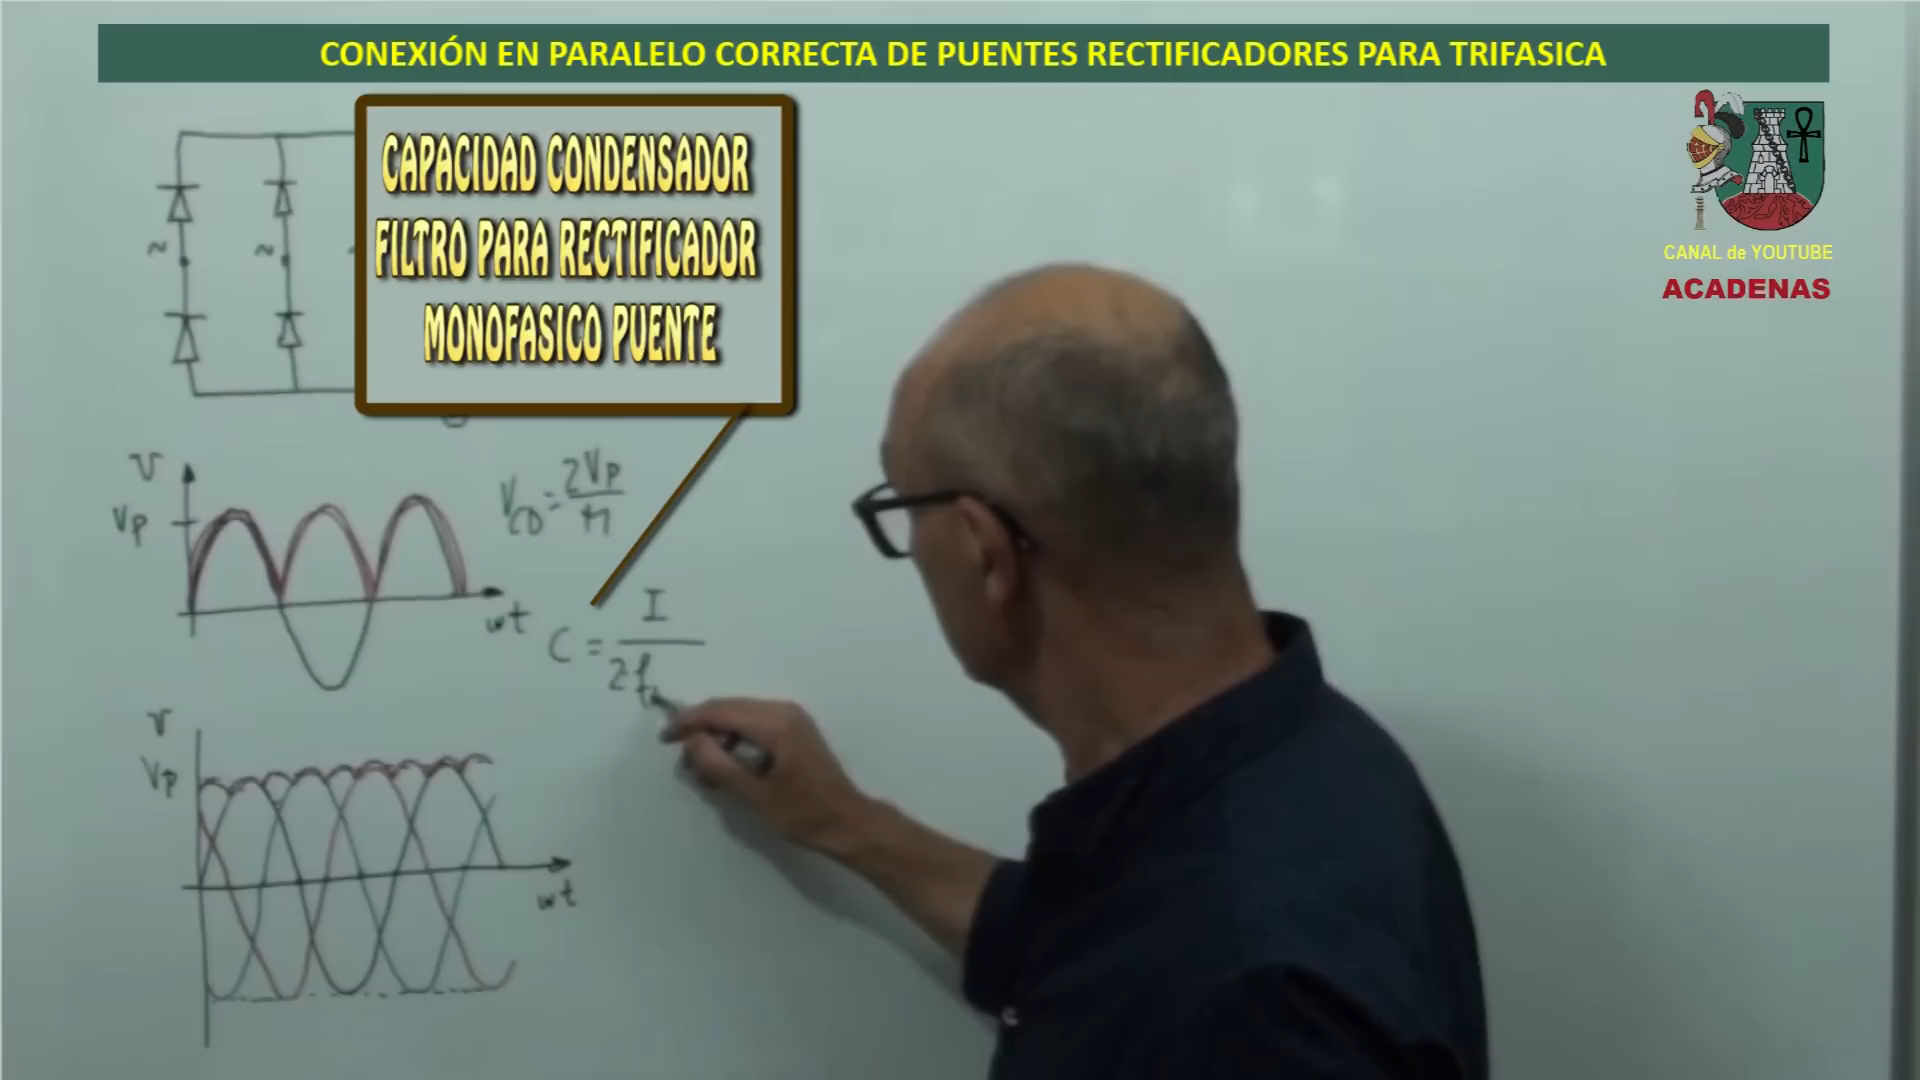 CONEXIÓN EN PARALELO CORRECTA DE PUENTES RECTIFICADORES PARA TRIFASICA
CAPACIDAD CONDENSADOR
FILTRO PARA RECTIFICADOR
MONOFASICO PUENTE
CANAL de YOUTUBE
ACADENAS
~ ~
V
Vp
wt
VCD = 2Vp
π
C = I
2f
V
Vp
wt